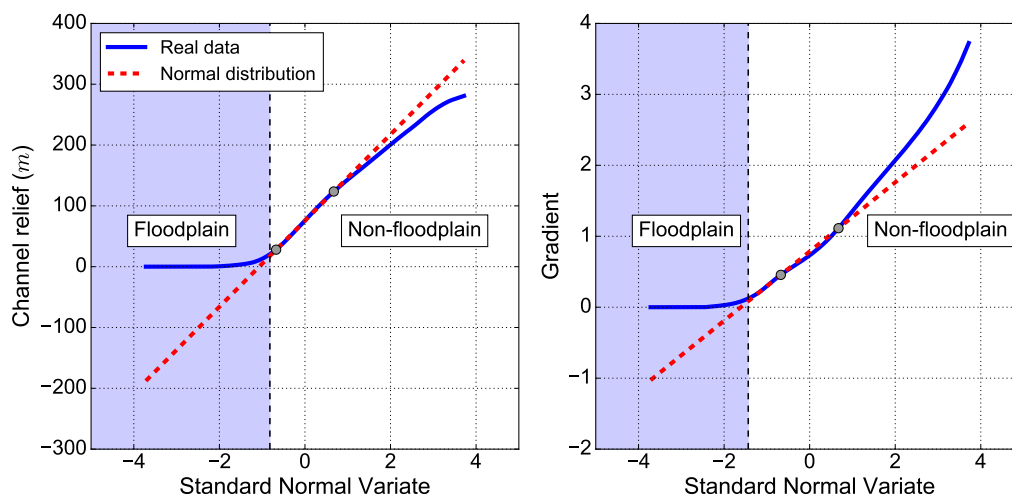 400
300
200
100
0
−100
−200
−300
−4 −2 0 2 4
Channel relief (m)
Standard Normal Variate
Real data
Normal distribution
Floodplain
Non-floodplain
4
3
2
1
0
−1
−2
−4 −2 0 2 4
Gradient
Standard Normal Variate
Floodplain
Non-floodplain